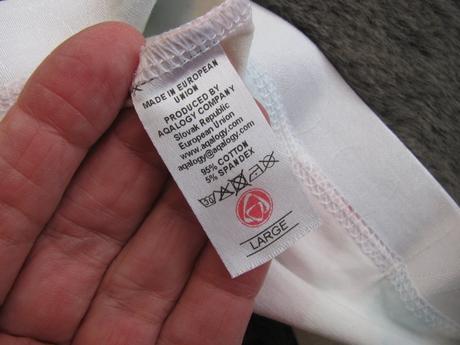 MADE IN EUROPEAN
UNION
PRODUCED BY
AQALOGY COMPANY
Slovak Republic
European Union
www.aqalogy.com
aqalogy@aqalogy.com
95% COTTON
5% SPANDEX
LARGE